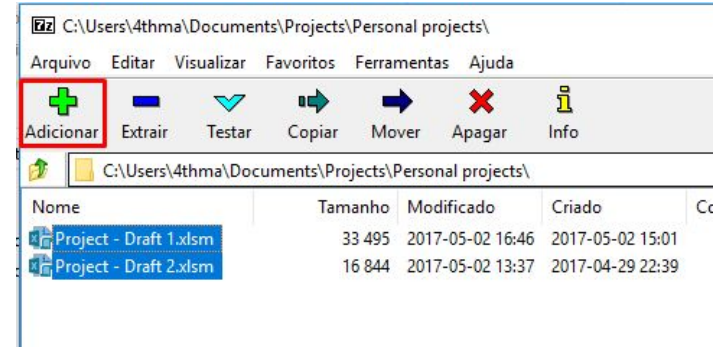 7z C:\Users\4thma\Documents\Projects\Personal projects\
Arquivo Editar Visualizar Favoritos Ferramentas Ajuda
Adicionar Extrair Testar Copiar Mover Apagar Info
C:\Users\4thma\Documents\Projects\Personal projects\
Nome Tamanho Modificado Criado Co
Project - Draft 1.xlsm 33 495 2017-05-02 16:46 2017-05-02 15:01
Project - Draft 2.xlsm 16 844 2017-05-02 13:37 2017-04-29 22:39